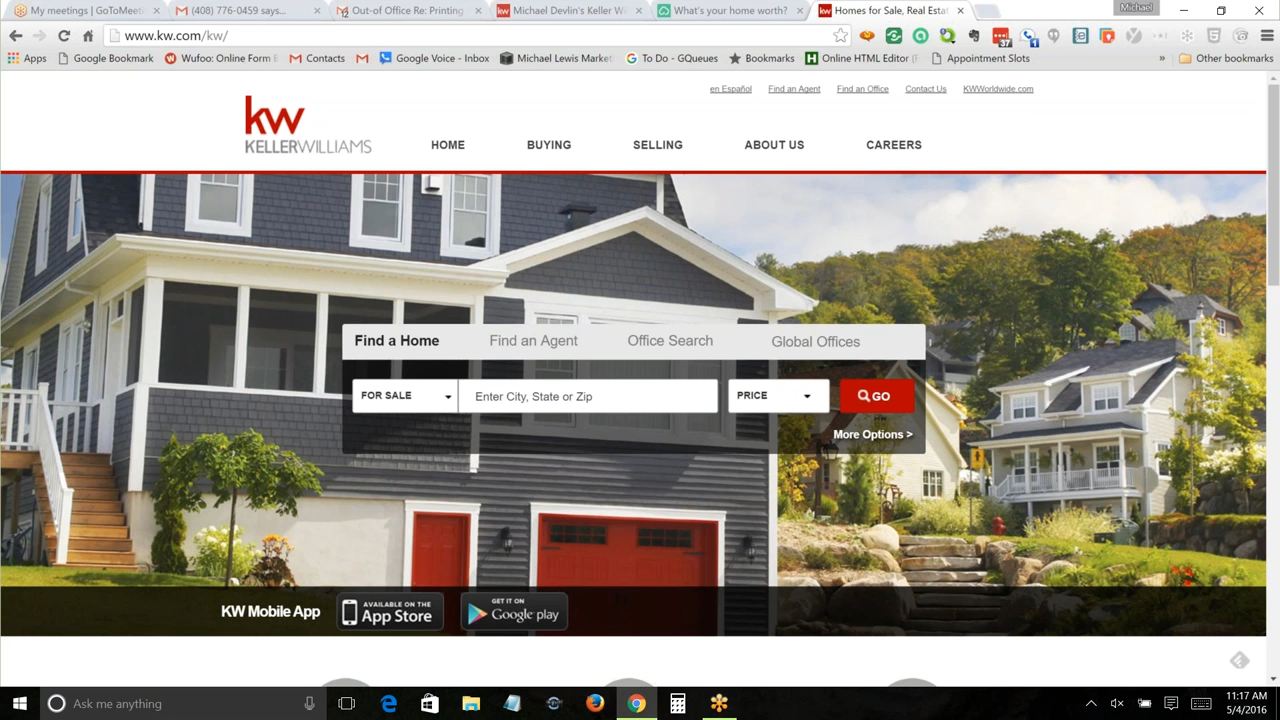 My meetings | GoToMeeti
(408) 776-0459 says...
Out-of Office Re: Printing
Michael Devlin's Keller W
What's your home worth?
Homes for Sale, Real Estat
Michael
www.kw.com/kw/
Apps
Google Bookmark
Wufoo: Online Form
Contacts
Google Voice - Inbox
Michael Lewis Market
To Do - GQueues
Bookmarks
Online HTML Editor
Appointment Slots
»
Other bookmarks
en Español
Find an Agent
Find an Office
Contact Us
KWWorldwide.com
kw
KELLERWILLIAMS
HOME
BUYING
SELLING
ABOUT US
CAREERS
Find a Home
Find an Agent
Office Search
Global Offices
FOR SALE
Enter City, State or Zip
PRICE
GO
More Options >
KW Mobile App
AVAILABLE ON THE
App Store
GET IT ON
Google play
Ask me anything
11:17 AM
5/4/2016